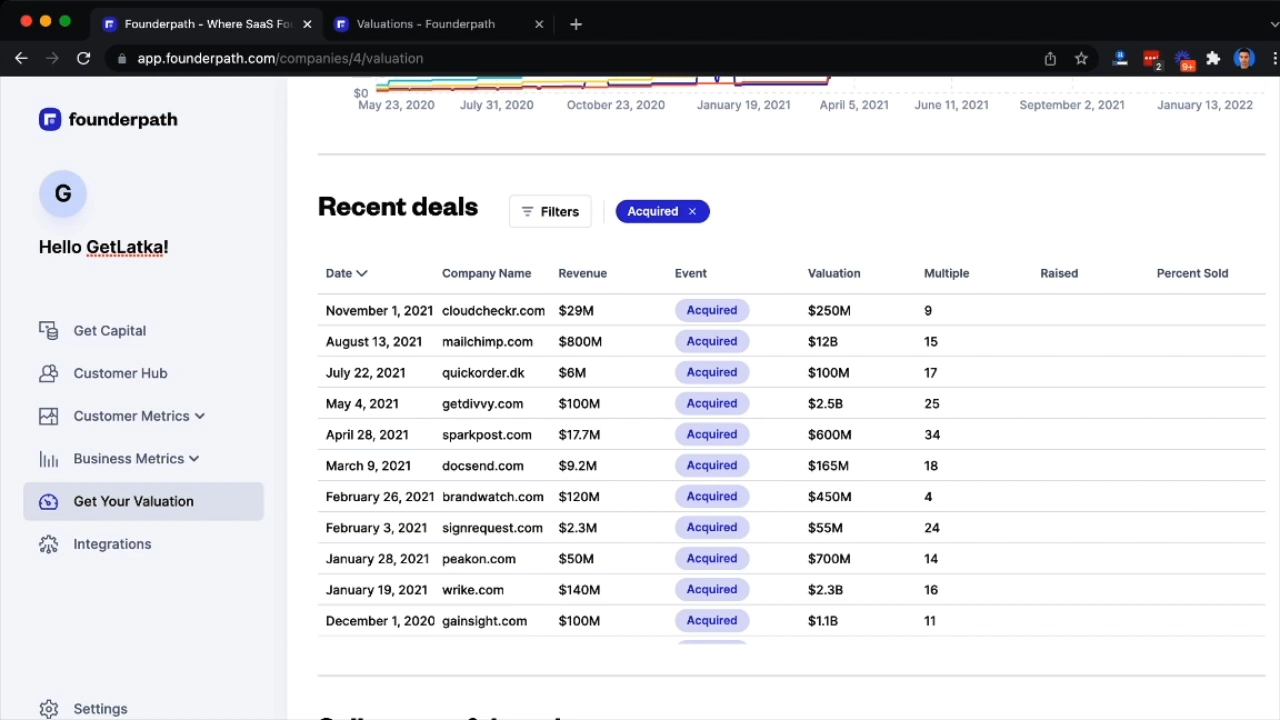 Founderpath - Where SaaS Fou
Valuations - Founderpath
app.founderpath.com/companies/4/valuation
2
9+
founderpath
G
Hello GetLatka!
Get Capital
Customer Hub
Customer Metrics
Business Metrics
Get Your Valuation
Integrations
Settings
$0
May 23, 2020 July 31, 2020 October 23, 2020 January 19, 2021 April 5, 2021 June 11, 2021 September 2, 2021 January 13, 2022
Recent deals Filters Acquired
Date Company Name Revenue Event Valuation Multiple Raised Percent Sold
November 1, 2021 cloudcheckr.com $29M Acquired $250M 9
August 13, 2021 mailchimp.com $800M Acquired $12B 15
July 22, 2021 quickorder.dk $6M Acquired $100M 17
May 4, 2021 getdivvy.com $100M Acquired $2.5B 25
April 28, 2021 sparkpost.com $17.7M Acquired $600M 34
March 9, 2021 docsend.com $9.2M Acquired $165M 18
February 26, 2021 brandwatch.com $120M Acquired $450M 4
February 3, 2021 signrequest.com $2.3M Acquired $55M 24
January 28, 2021 peakon.com $50M Acquired $700M 14
January 19, 2021 wrike.com $140M Acquired $2.3B 16
December 1, 2020 gainsight.com $100M Acquired $1.1B 11